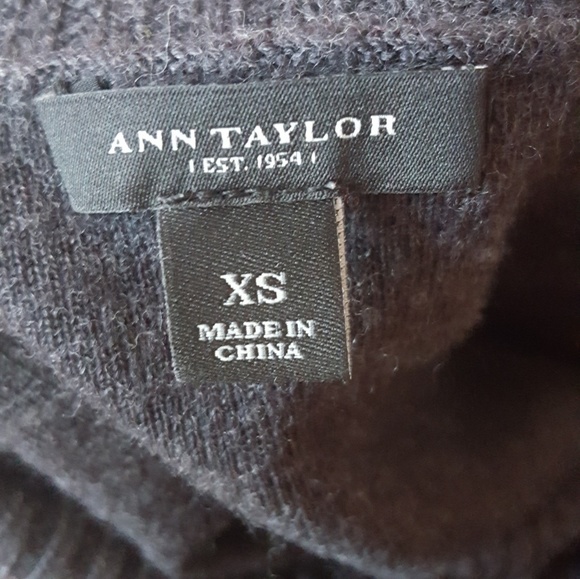 ANN TAYLOR
| EST. 1954 |
XS
MADE IN
CHINA